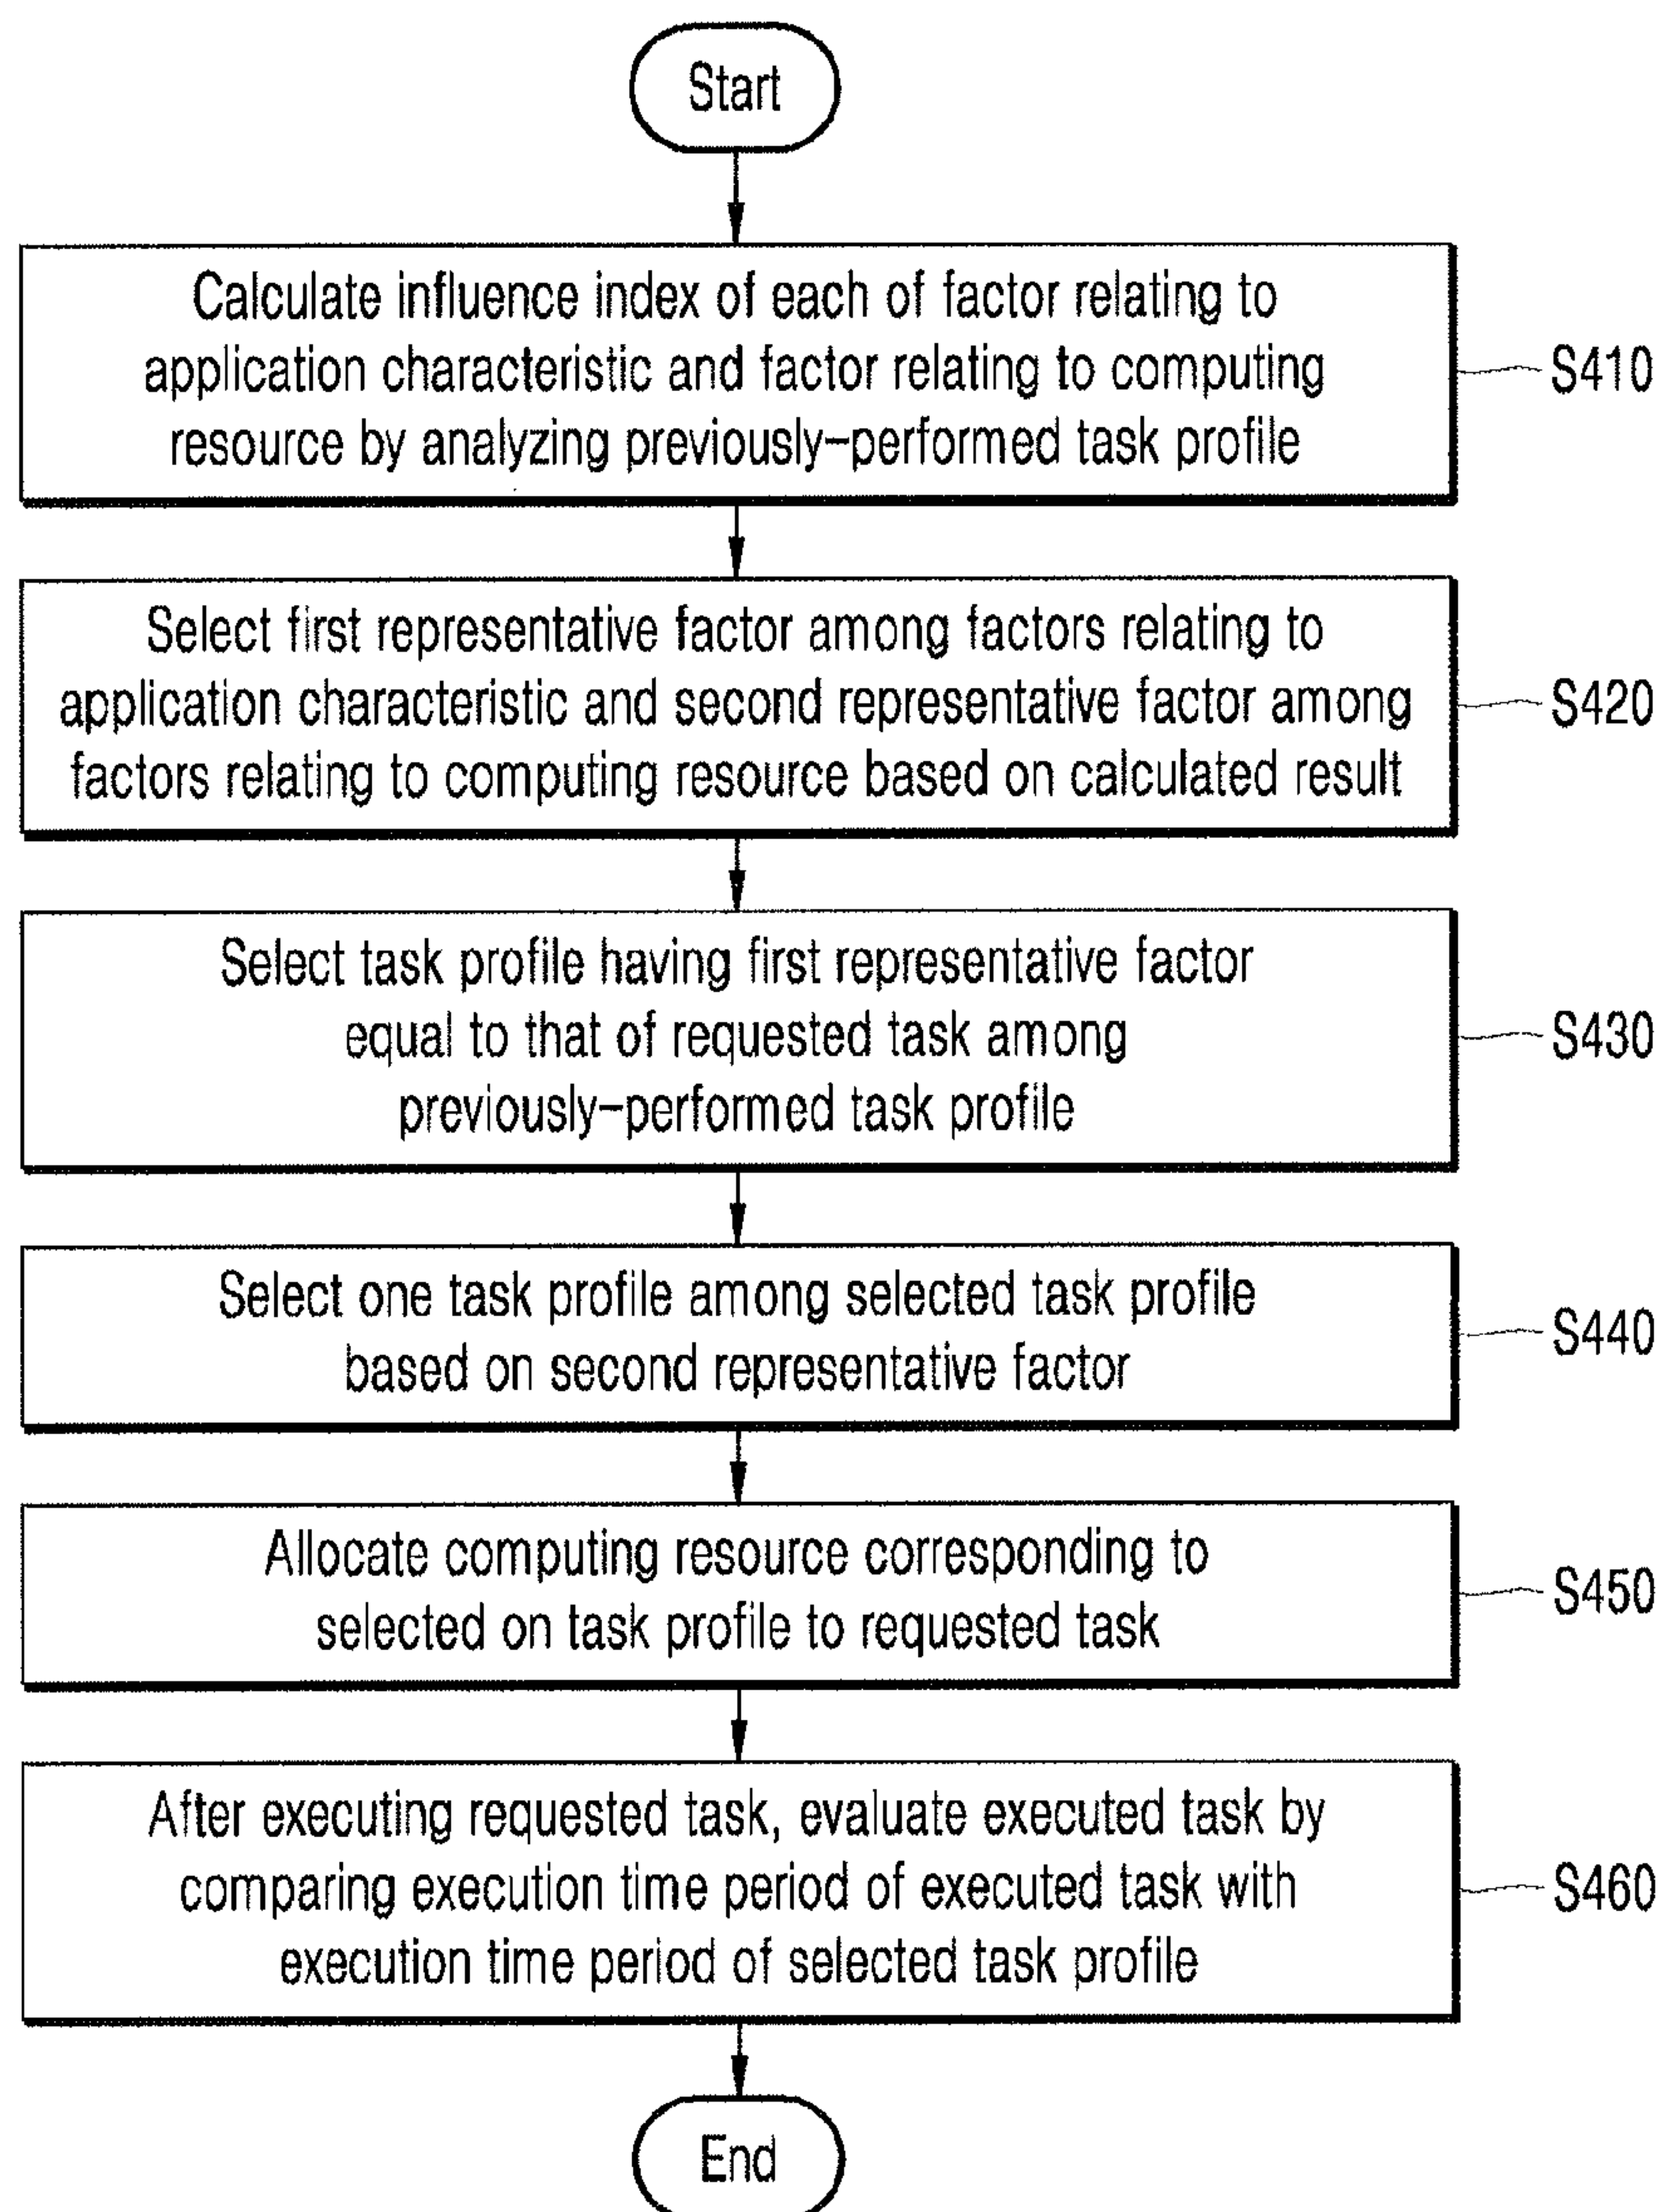 Start
Calculate influence index of each of factor relating to
application characteristic and factor relating to computing
resource by analyzing previously-performed task profile
S410
Select first representative factor among factors relating to
application characteristic and second representative factor among
factors relating to computing resource based on calculated result
S420
Select task profile having first representative factor
equal to that of requested task among
previously-performed task profile
S430
Select one task profile among selected task profile
based on second representative factor
S440
Allocate computing resource corresponding to
selected on task profile to requested task
S450
After executing requested task, evaluate executed task by
comparing execution time period of executed task with
execution time period of selected task profile
S460
End